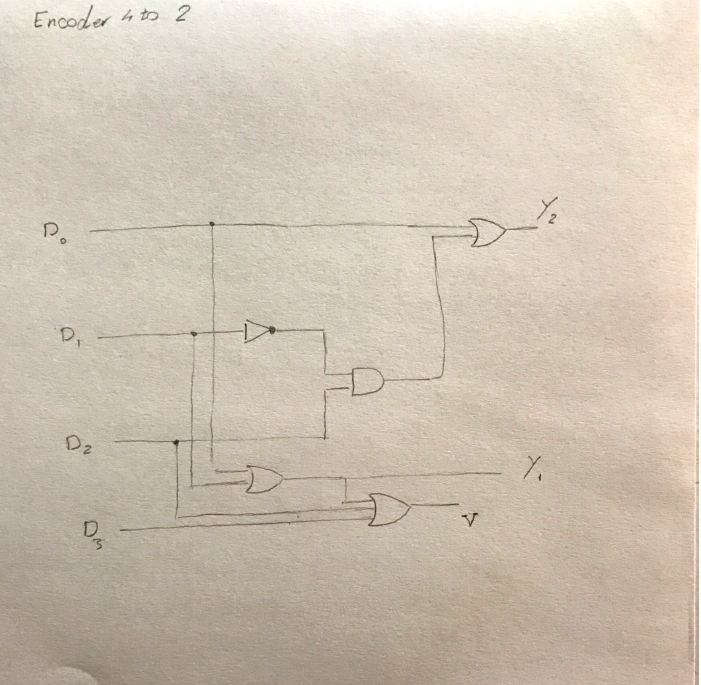 Encoder 4 to 2
Y₂
D₀
D₁
D₂
Y₁
D₃
V